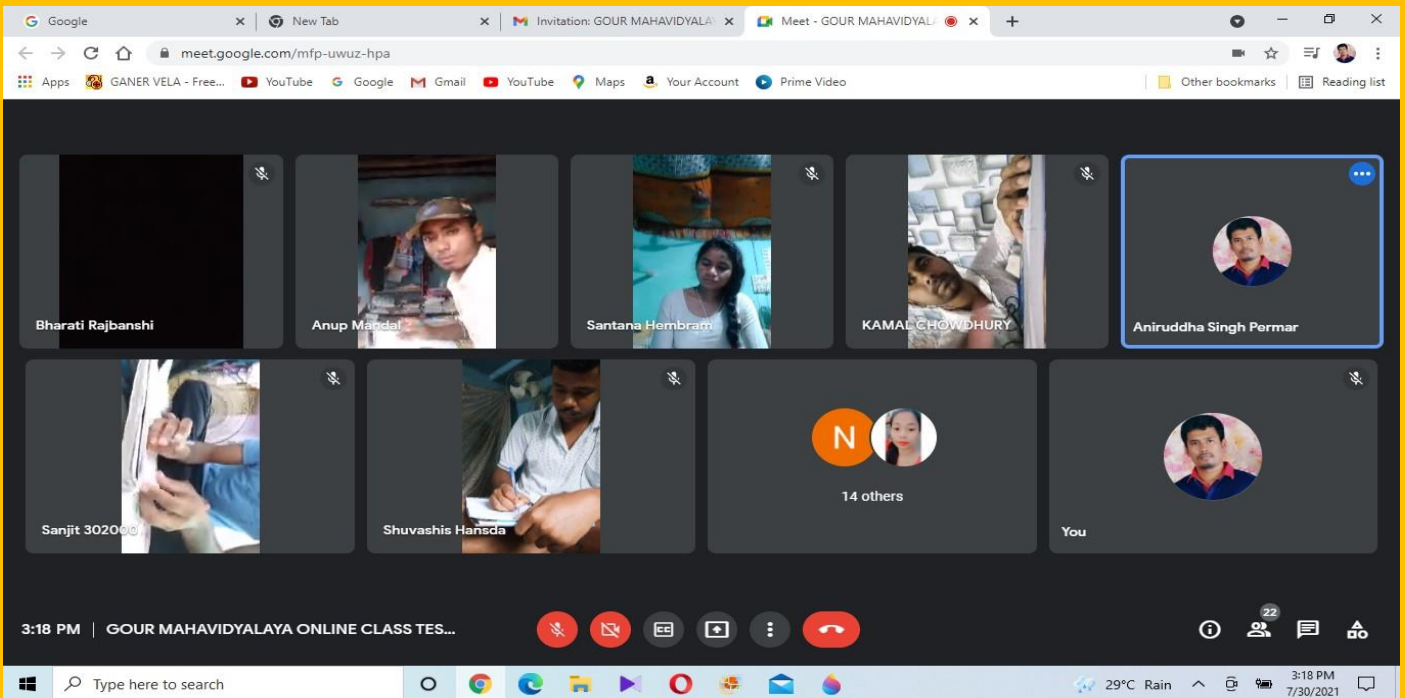 Google
New Tab
Invitation: GOUR MAHAVIDYALA
Meet - GOUR MAHAVIDYAL
meet.google.com/mfp-uwuz-hpa
Apps GANER VELA - Free... YouTube Google Gmail YouTube Maps Your Account Prime Video Other bookmarks Reading list
Bharati Rajbanshi
Anup Mandal
Santana Hembram
KAMAL CHOWDHURY
Aniruddha Singh Permar
Sanjit 302000
Shuvashis Hansda
N
14 others
You
3:18 PM | GOUR MAHAVIDYALAYA ONLINE CLASS TES...
22
Type here to search
29°C Rain
3:18 PM
7/30/2021